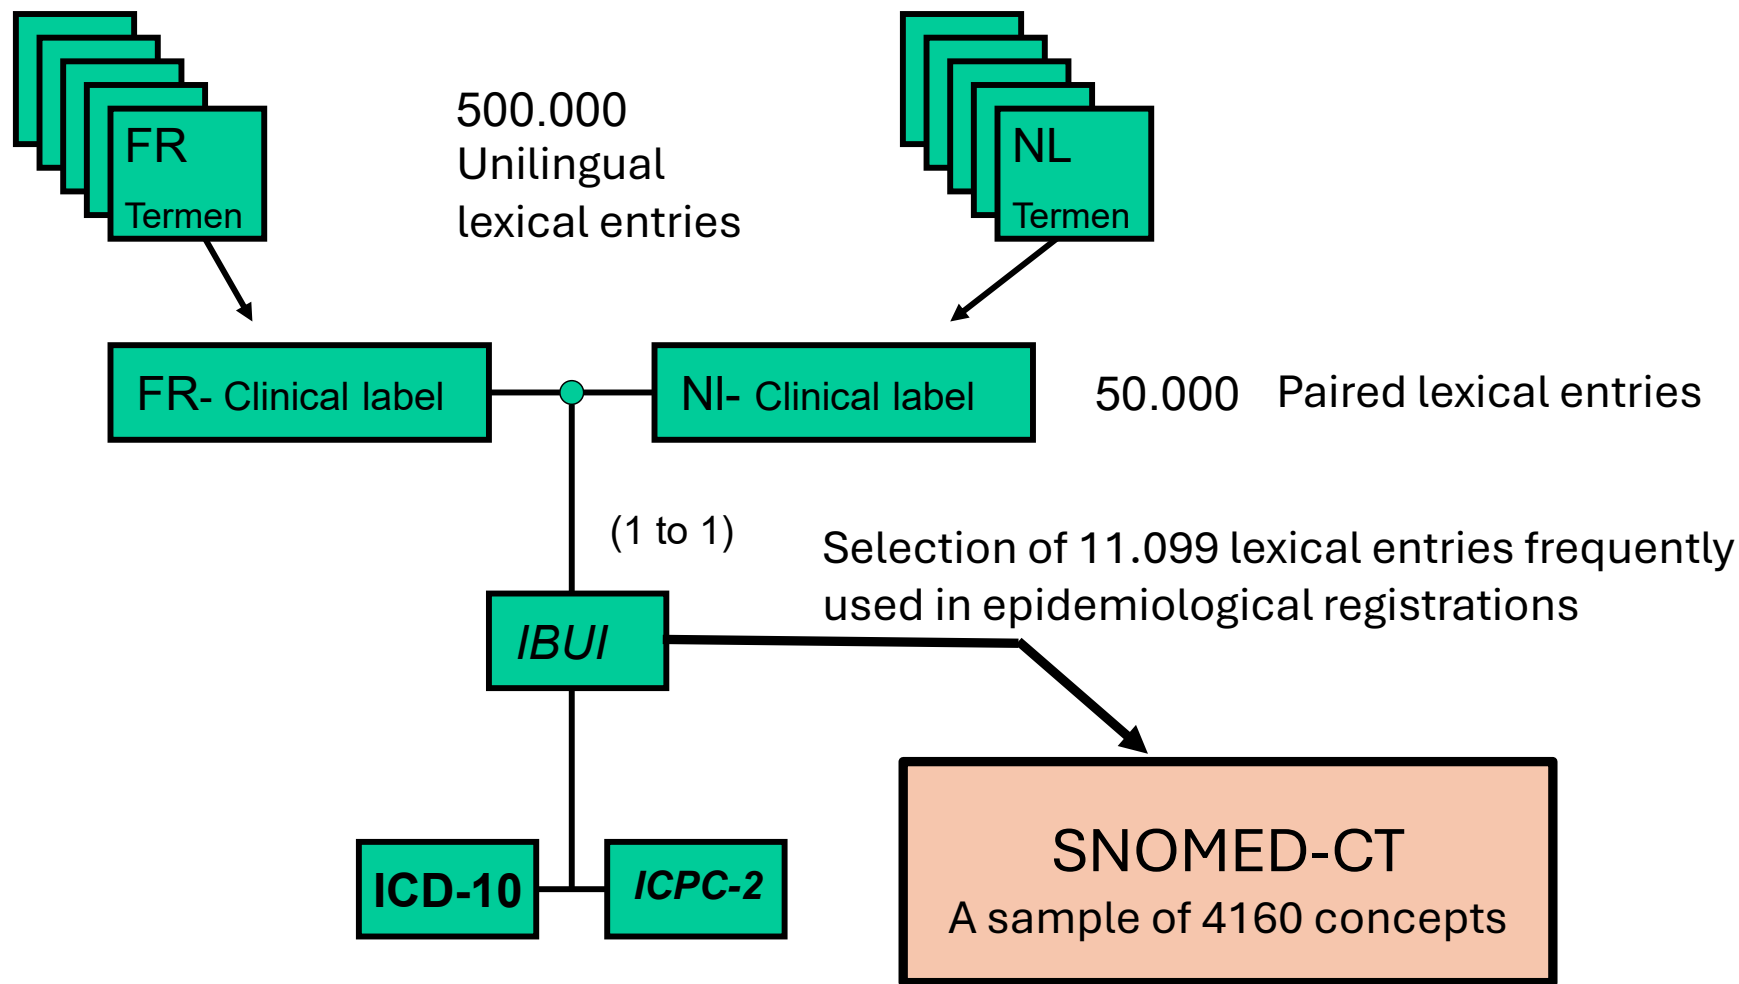 FR
Termen
500.000
Unilingual
lexical entries
NL
Termen
FR- Clinical label
Nl- Clinical label
50.000 Paired lexical entries
(1 to 1)
Selection of 11.099 lexical entries frequently
used in epidemiological registrations
IBUI
SNOMED-CT
A sample of 4160 concepts
ICD-10
ICPC-2